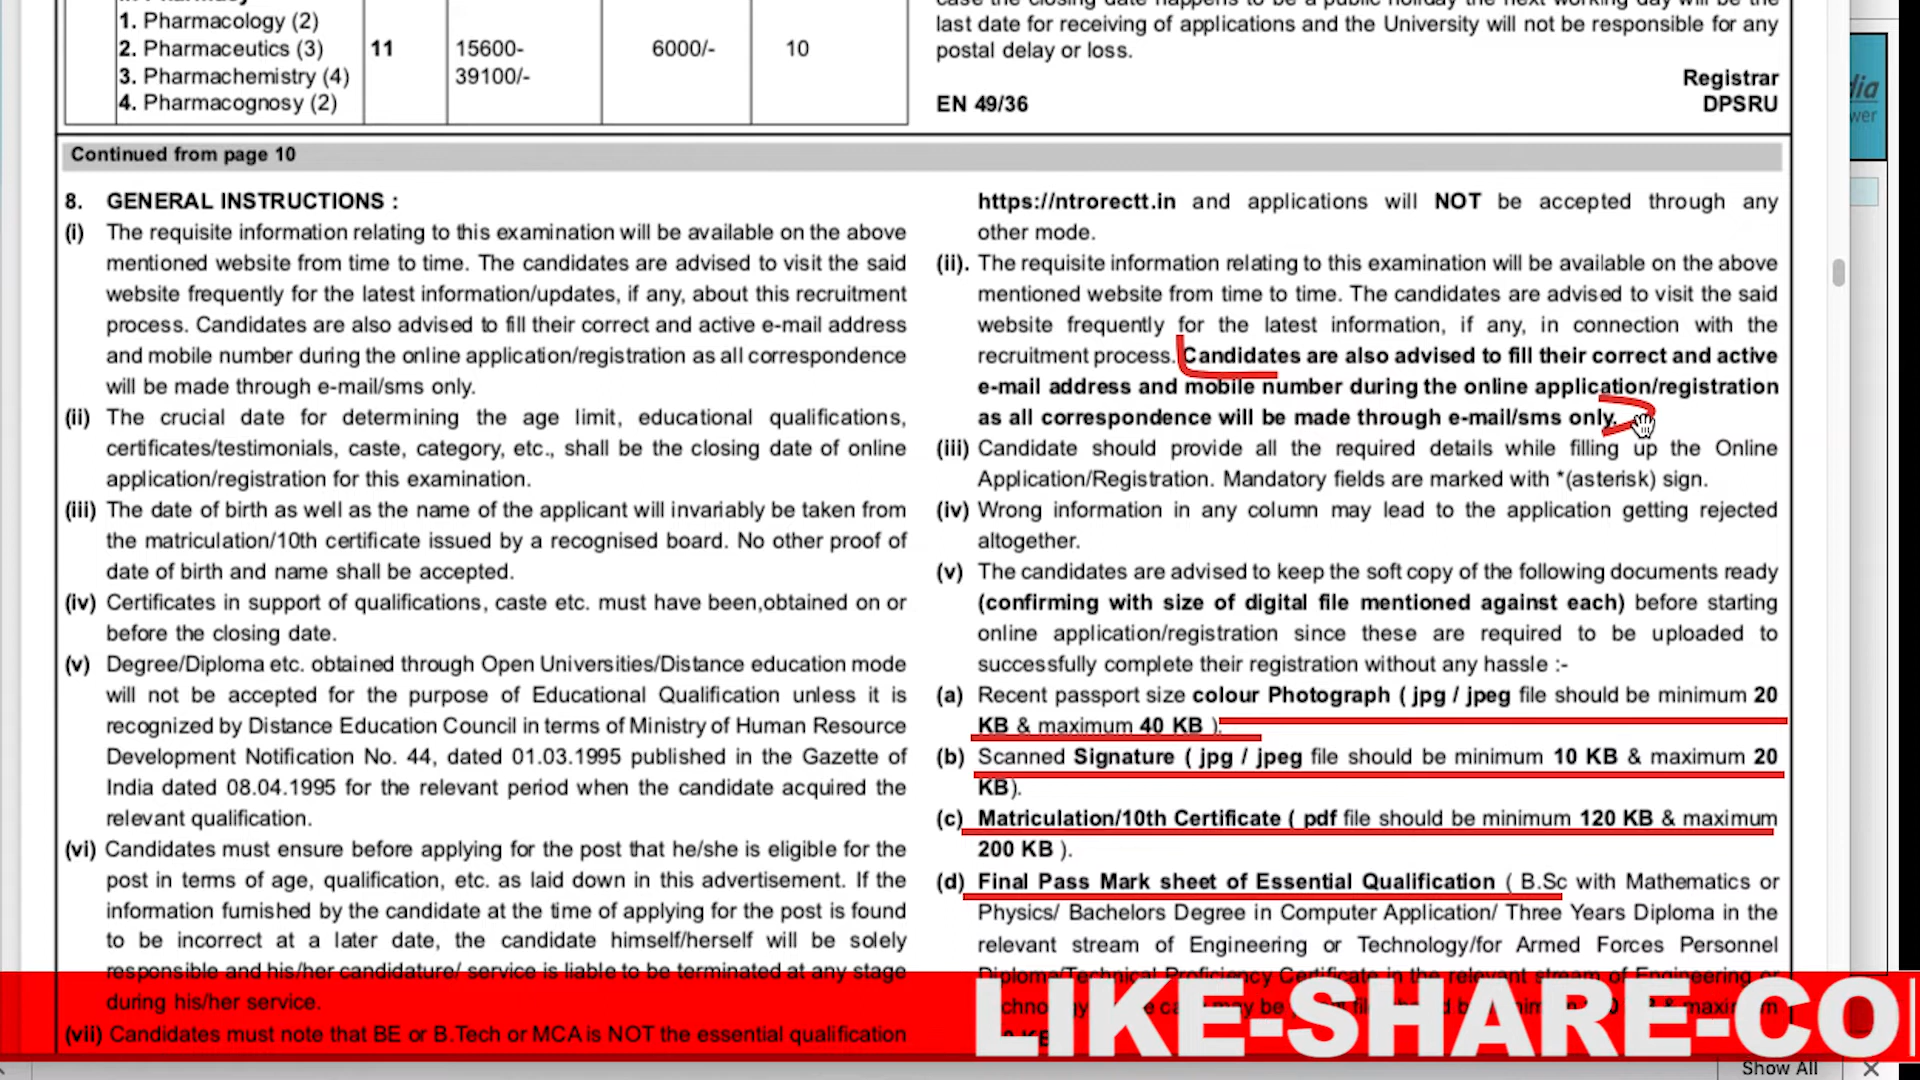 1. Pharmacology (2)
2. Pharmaceutics (3)
3. Pharmachemistry (4)
4. Pharmacognosy (2)
11
15600-
39100/-
6000/-
10
case the closing date happens to be a public holiday the next working day will be the
last date for receiving of applications and the University will not be responsible for any
postal delay or loss.
Registrar
EN 49/36 DPSRU
Continued from page 10
8. GENERAL INSTRUCTIONS :
(i) The requisite information relating to this examination will be available on the above
mentioned website from time to time. The candidates are advised to visit the said
website frequently for the latest information/updates, if any, about this recruitment
process. Candidates are also advised to fill their correct and active e-mail address
and mobile number during the online application/registration as all correspondence
will be made through e-mail/sms only.
(ii) The crucial date for determining the age limit, educational qualifications,
certificates/testimonials, caste, category, etc., shall be the closing date of online
application/registration for this examination.
(iii) The date of birth as well as the name of the applicant will invariably be taken from
the matriculation/10th certificate issued by a recognised board. No other proof of
date of birth and name shall be accepted.
(iv) Certificates in support of qualifications, caste etc. must have been,obtained on or
before the closing date.
(v) Degree/Diploma etc. obtained through Open Universities/Distance education mode
will not be accepted for the purpose of Educational Qualification unless it is
recognized by Distance Education Council in terms of Ministry of Human Resource
Development Notification No. 44, dated 01.03.1995 published in the Gazette of
India dated 08.04.1995 for the relevant period when the candidate acquired the
relevant qualification.
(vi) Candidates must ensure before applying for the post that he/she is eligible for the
post in terms of age, qualification, etc. as laid down in this advertisement. If the
information furnished by the candidate at the time of applying for the post is found
to be incorrect at a later date, the candidate himself/herself will be solely
responsible and his/her candidature/ service is liable to be terminated at any stage
during his/her service.
(vii) Candidates must note that BE or B.Tech or MCA is NOT the essential qualification
https://ntrorectt.in and applications will NOT be accepted through any
other mode.
(ii). The requisite information relating to this examination will be available on the above
mentioned website from time to time. The candidates are advised to visit the said
website frequently for the latest information, if any, in connection with the
recruitment process. Candidates are also advised to fill their correct and active
e-mail address and mobile number during the online application/registration
as all correspondence will be made through e-mail/sms only.
(iii) Candidate should provide all the required details while filling up the Online
Application/Registration. Mandatory fields are marked with *(asterisk) sign.
(iv) Wrong information in any column may lead to the application getting rejected
altogether.
(v) The candidates are advised to keep the soft copy of the following documents ready
(confirming with size of digital file mentioned against each) before starting
online application/registration since these are required to be uploaded to
successfully complete their registration without any hassle :-
(a) Recent passport size colour Photograph ( jpg / jpeg file should be minimum 20
KB & maximum 40 KB ).
(b) Scanned Signature ( jpg / jpeg file should be minimum 10 KB & maximum 20
KB).
(c) Matriculation/10th Certificate ( pdf file should be minimum 120 KB & maximum
200 KB ).
(d) Final Pass Mark sheet of Essential Qualification ( B.Sc with Mathematics or
Physics/ Bachelors Degree in Computer Application/ Three Years Diploma in the
relevant stream of Engineering or Technology/for Armed Forces Personnel
Diploma/Technical Proficiency Certificate in the relevant stream of Engineering or
LIKE-SHARE-CO
Show All